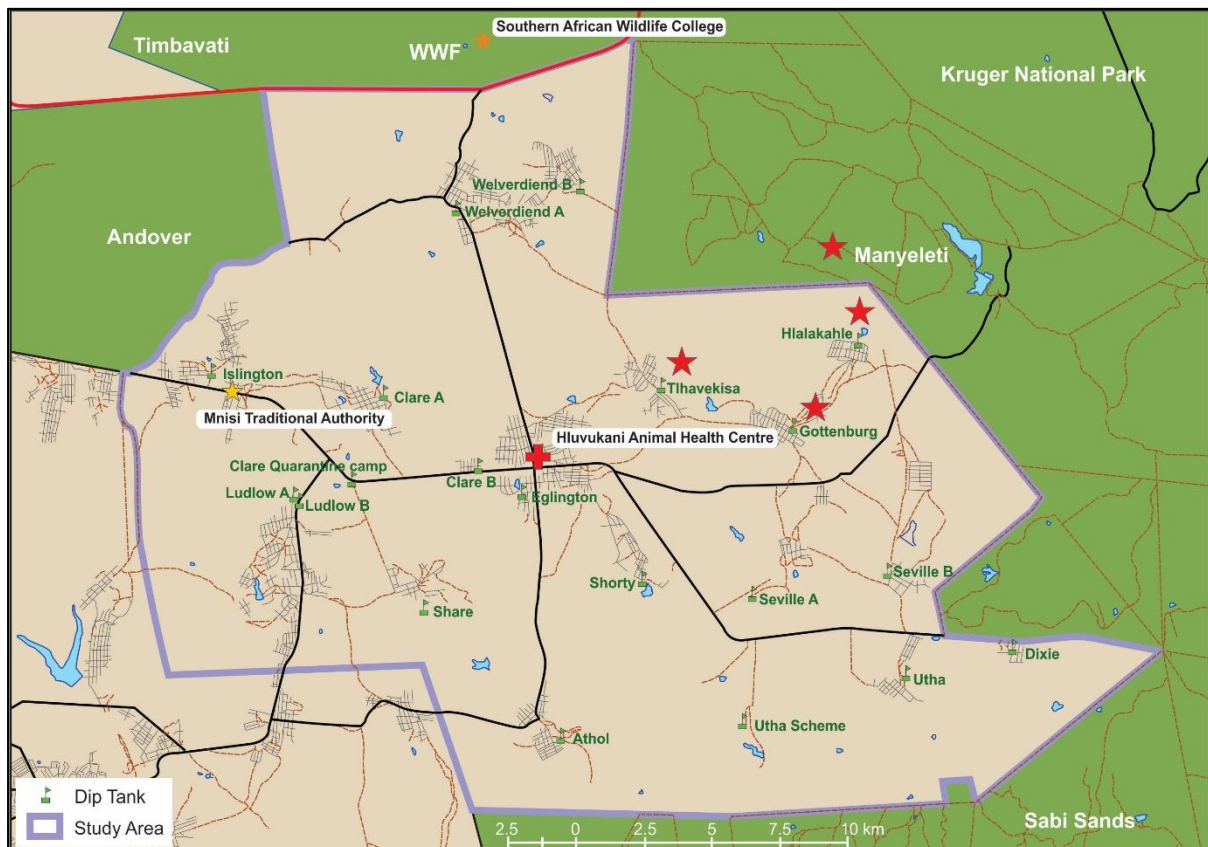 Southern African Wildlife College
Timbavati
WWF
Kruger National Park
Welverdiend B
Welverdiend A
Andover
Manyeleti
Hlalakahle
Islington
Tlhavekisa
Clare A
Mnisi Traditional Authority
Gottenburg
Hluvukani Animal Health Centre
Clare Quarantine camp
Clare B
Ludlow A
Eglington
Ludlow B
Seville B
Shorty
Seville A
Share
Dixie
Utha
Utha Scheme
Athol
Dip Tank
Study Area
Sabi Sands
2.5 0 2.5 5 7.5 10 km